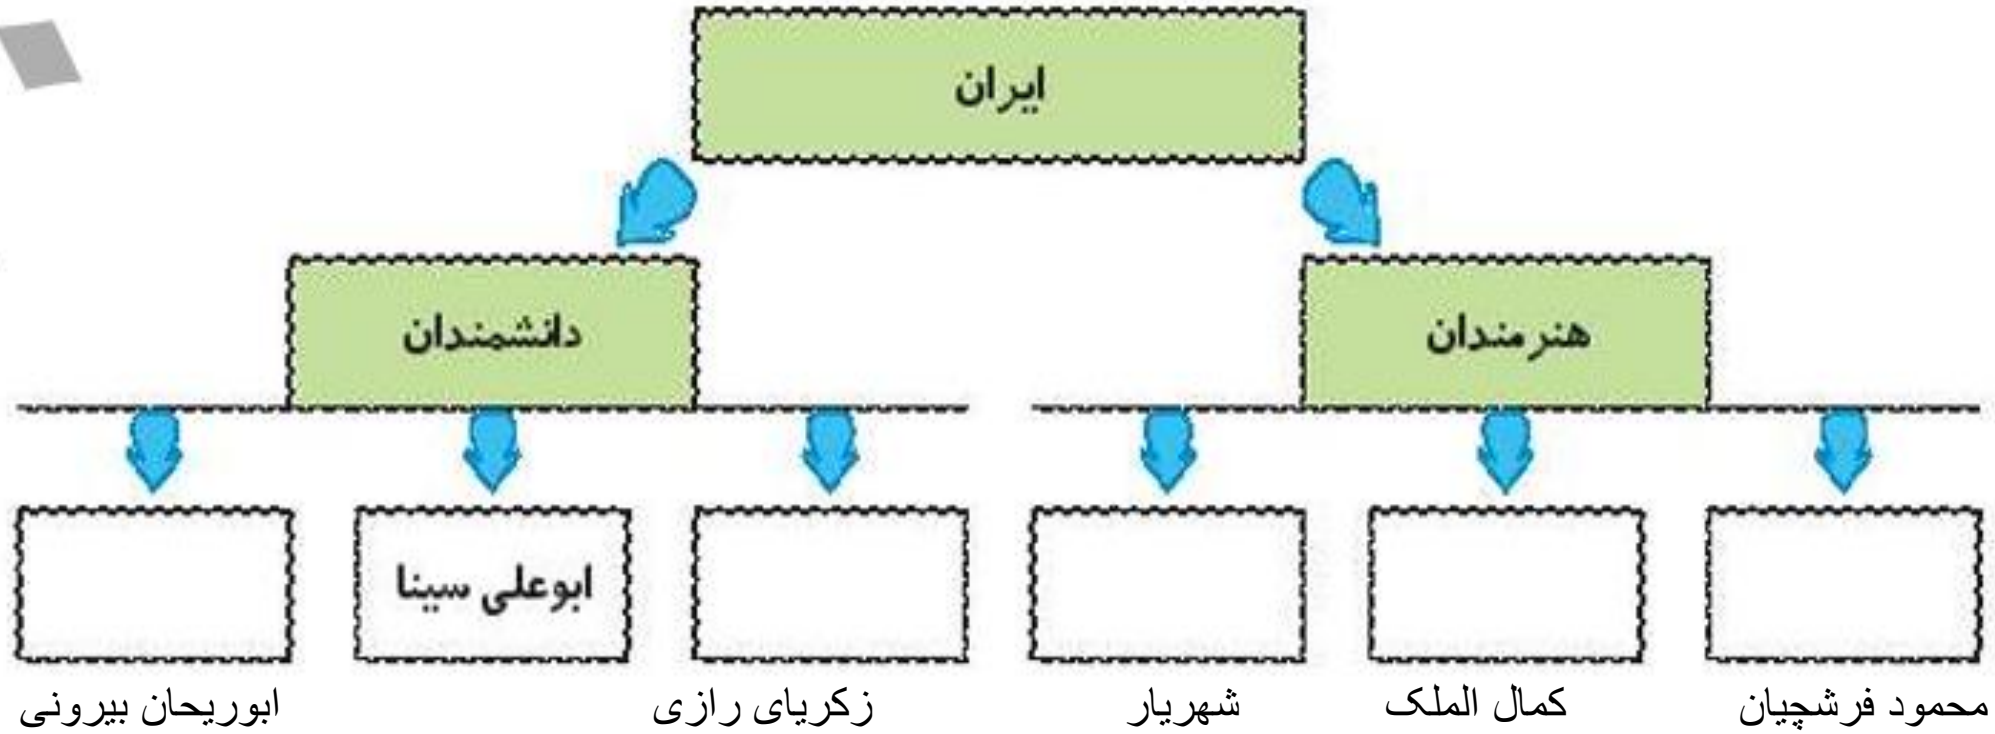 ایران
هنرمندان
دانشمندان
ابوعلی سینا
محمود فرشچیان
کمال الملک
شهریار
زکریای رازی
ابوریحان بیرونی